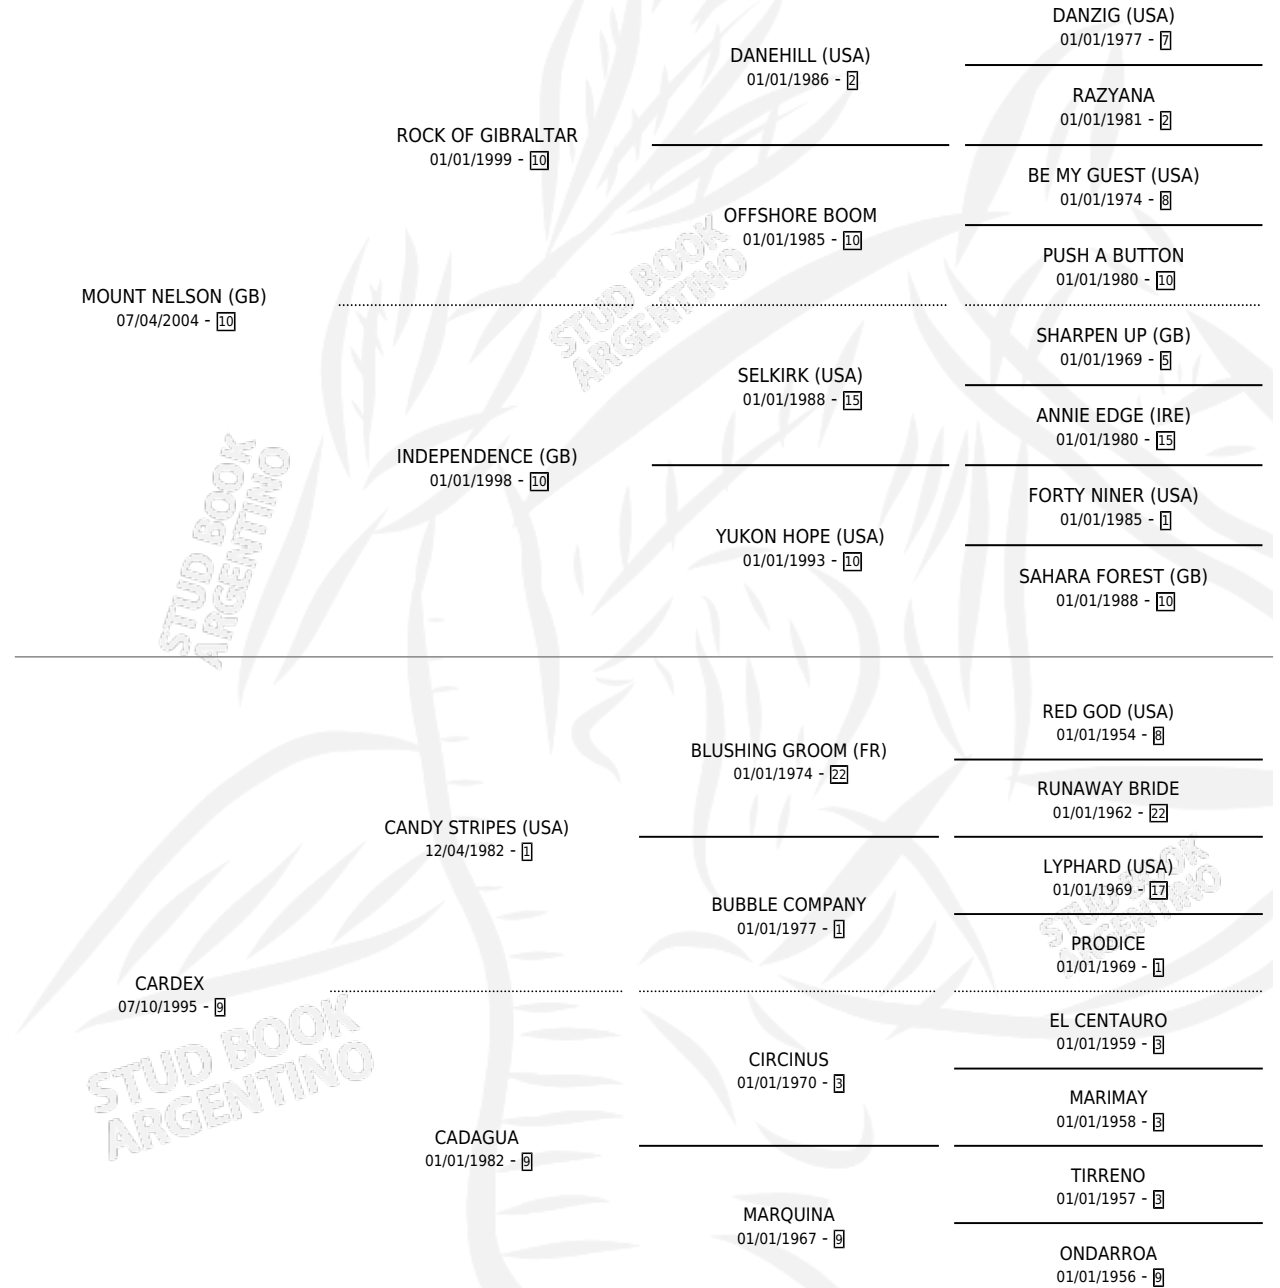 DANZIG (USA)
01/01/1977 - 7
DANEHILL (USA)
01/01/1986 - 2
RAZYANA
01/01/1981 - 2
ROCK OF GIBRALTAR
01/01/1999 - 10
BE MY GUEST (USA)
01/01/1974 - 8
OFFSHORE BOOM
01/01/1985 - 10
PUSH A BUTTON
01/01/1980 - 10
MOUNT NELSON (GB)
07/04/2004 - 10
STUD BOOK
ARGENTINO
SHARPEN UP (GB)
01/01/1969 - 5
SELKIRK (USA)
01/01/1988 - 15
ANNIE EDGE (IRE)
01/01/1980 - 15
INDEPENDENCE (GB)
01/01/1998 - 10
FORTY NINER (USA)
01/01/1985 - 1
YUKON HOPE (USA)
01/01/1993 - 10
SAHARA FOREST (GB)
01/01/1988 - 10
STUD BOOK
ARGENTINO
RED GOD (USA)
01/01/1954 - 8
BLUSHING GROOM (FR)
01/01/1974 - 22
RUNAWAY BRIDE
01/01/1962 - 22
CANDY STRIPES (USA)
12/04/1982 - 1
LYPHARD (USA)
01/01/1969 - 17
BUBBLE COMPANY
01/01/1977 - 1
STUD BOOK
ARGENTINO
PRODICE
01/01/1969 - 1
CARDEX
07/10/1995 - 9
EL CENTAURO
01/01/1959 - 3
CIRCINUS
01/01/1970 - 3
MARIMAY
01/01/1958 - 3
STUD BOOK
ARGENTINO
CADAGUA
01/01/1982 - 9
TIRRENO
01/01/1957 - 3
MARQUINA
01/01/1967 - 9
ONDARROA
01/01/1956 - 9